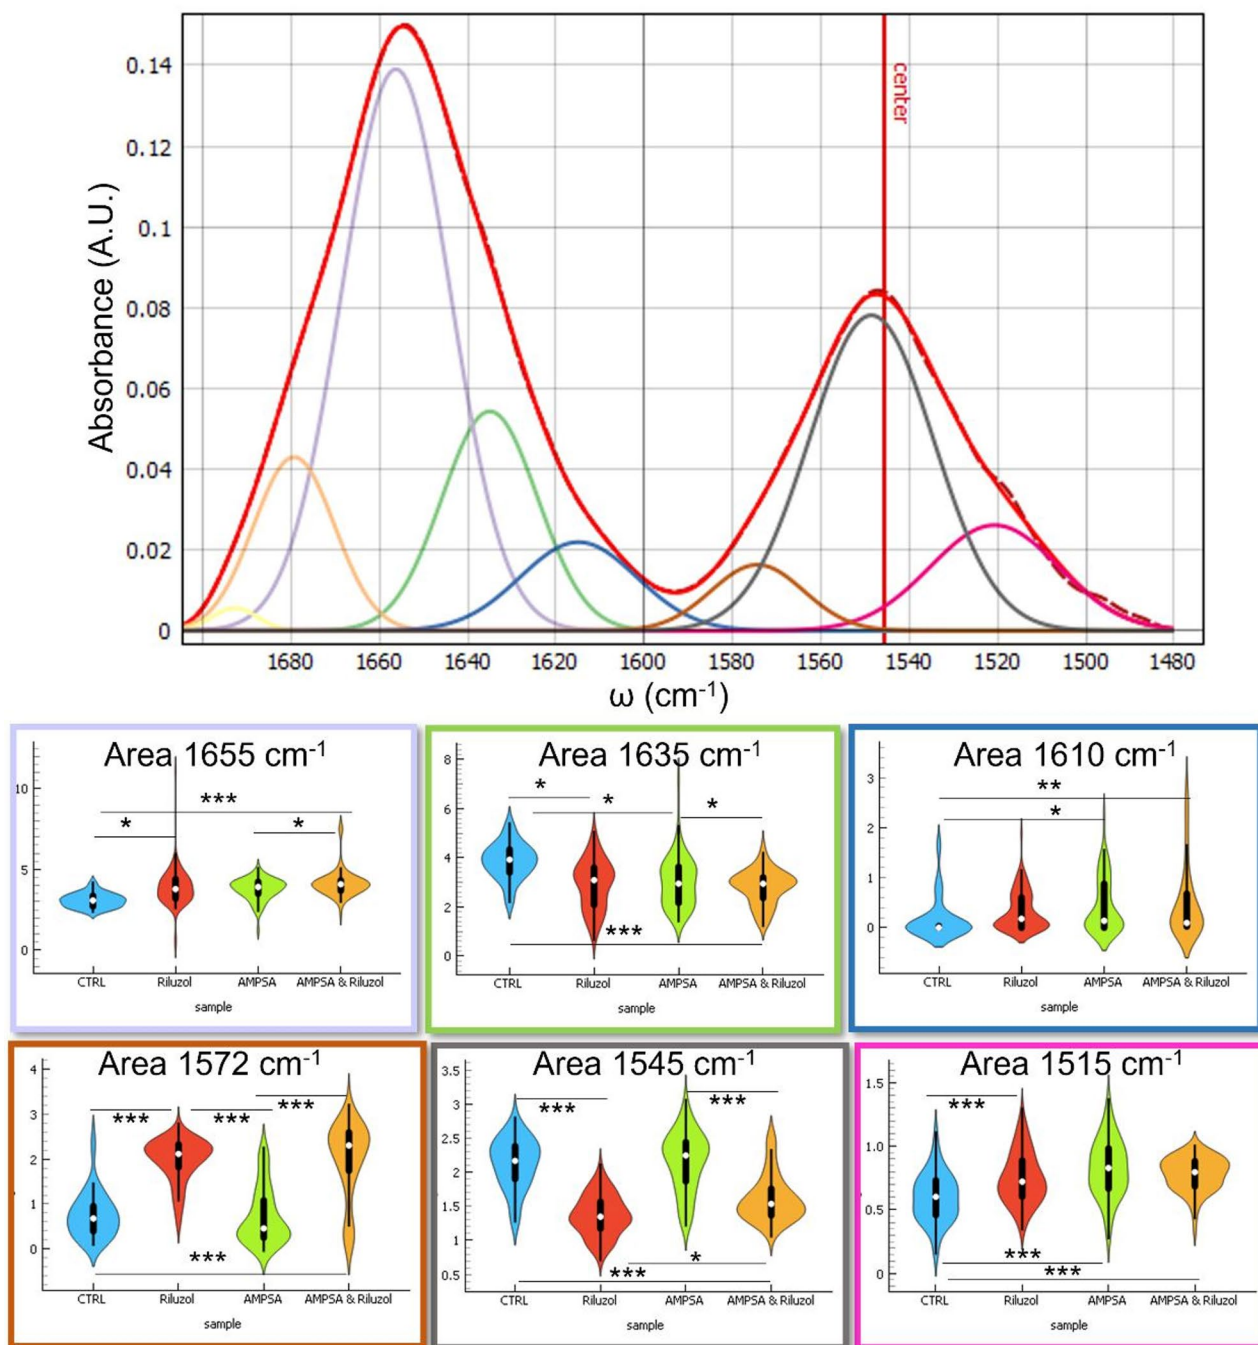 0.14
0.12
0.1
0.08
0.06
0.04
0.02
0
Absorbance (A.U.)
center
1680 1660 1640 1620 1600 1580 1560 1540 1520 1500 1480
ω (cm⁻¹)
Area 1655 cm⁻¹
10
5
0
***
* *
CTRL Riluzol AMPSA AMPSA & Riluzol
sample
Area 1635 cm⁻¹
8
6
4
2
0
* * *
***
CTRL Riluzol AMPSA AMPSA & Riluzol
sample
Area 1610 cm⁻¹
3
2
1
0
**
*
CTRL Riluzol AMPSA AMPSA & Riluzol
sample
Area 1572 cm⁻¹
4
3
2
1
0
*** *** ***
***
CTRL Riluzol AMPSA AMPSA & Riluzol
sample
Area 1545 cm⁻¹
3.5
3
2.5
2
1.5
1
0.5
*** ***
*
***
CTRL Riluzol AMPSA AMPSA & Riluzol
sample
Area 1515 cm⁻¹
1.5
1.0
0.5
0
***
***
***
CTRL Riluzol AMPSA AMPSA & Riluzol
sample